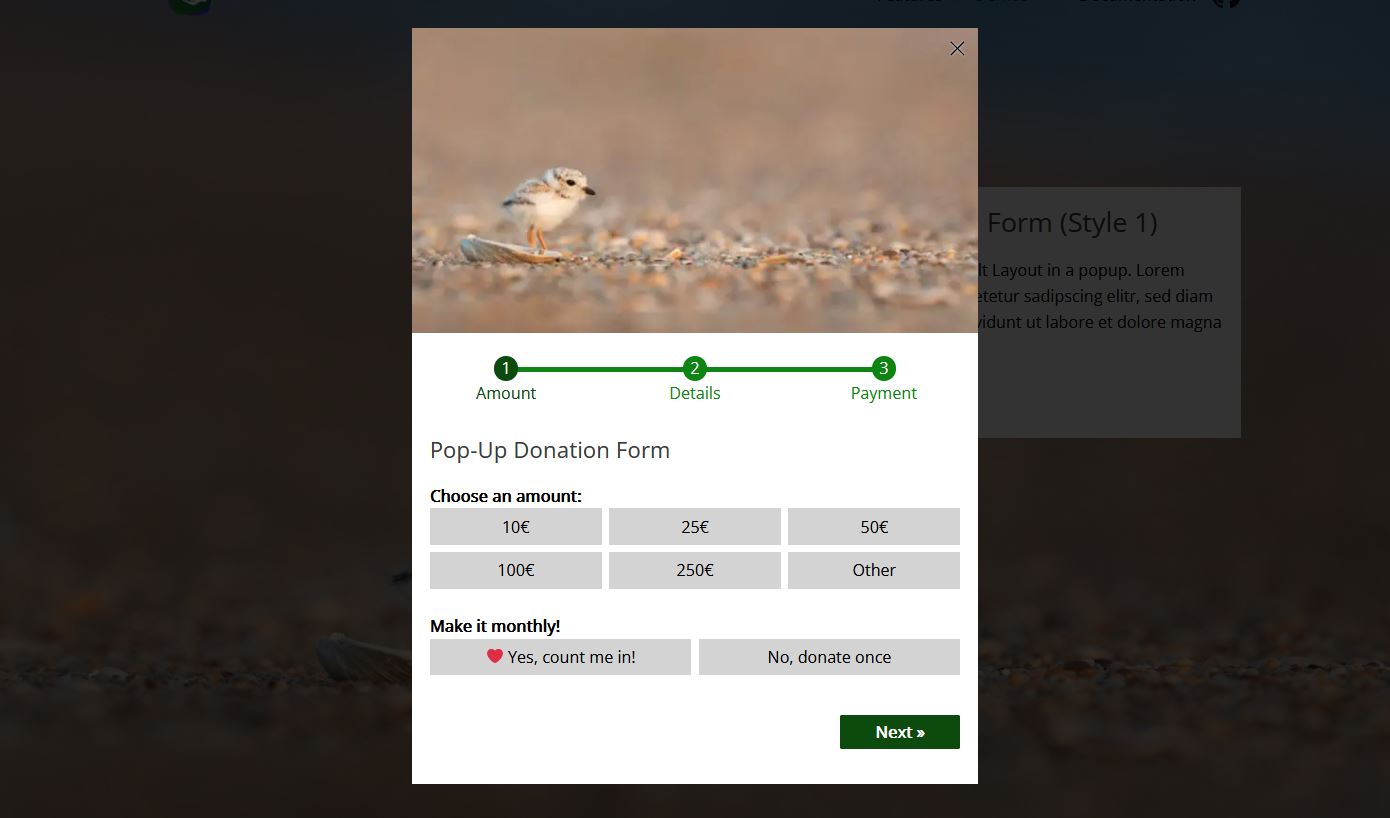 Form (Style 1)
lt Layout in a popup. Lorem
etetur sadipscing elitr, sed diam
vidunt ut labore et dolore magna
1
2
3
Amount
Details
Payment
Pop-Up Donation Form
Choose an amount:
10€
25€
50€
100€
250€
Other
Make it monthly!
Yes, count me in!
No, donate once
Next »